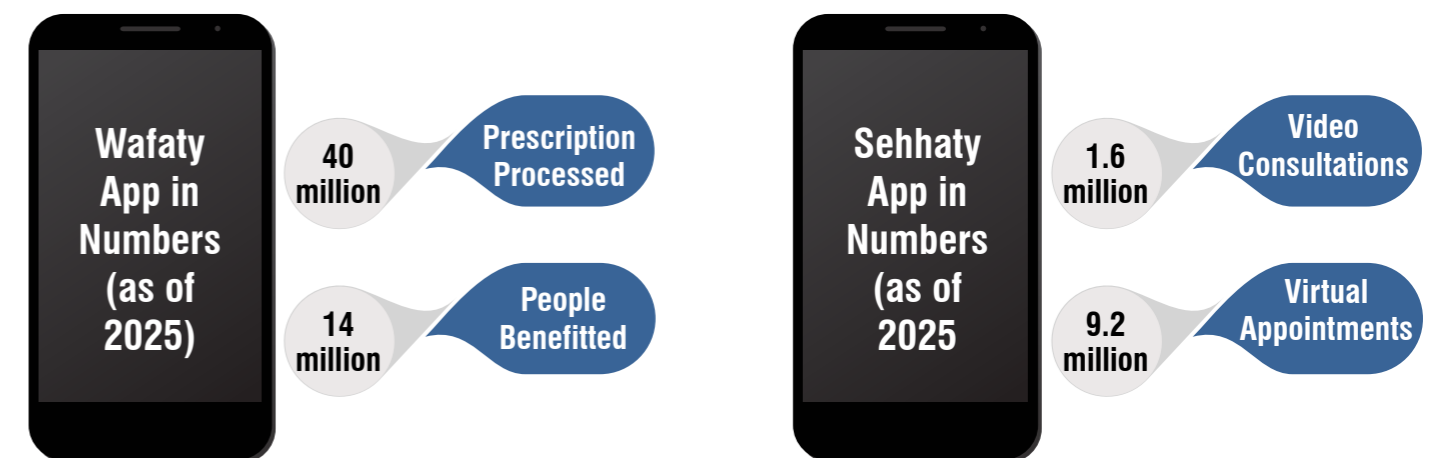 Wafaty
App in
Numbers
(as of
2025)
40
million
Prescription
Processed
14
million
People
Benefitted
Sehhaty
App in
Numbers
(as of
2025
1.6
million
Video
Consultations
9.2
million
Virtual
Appointments